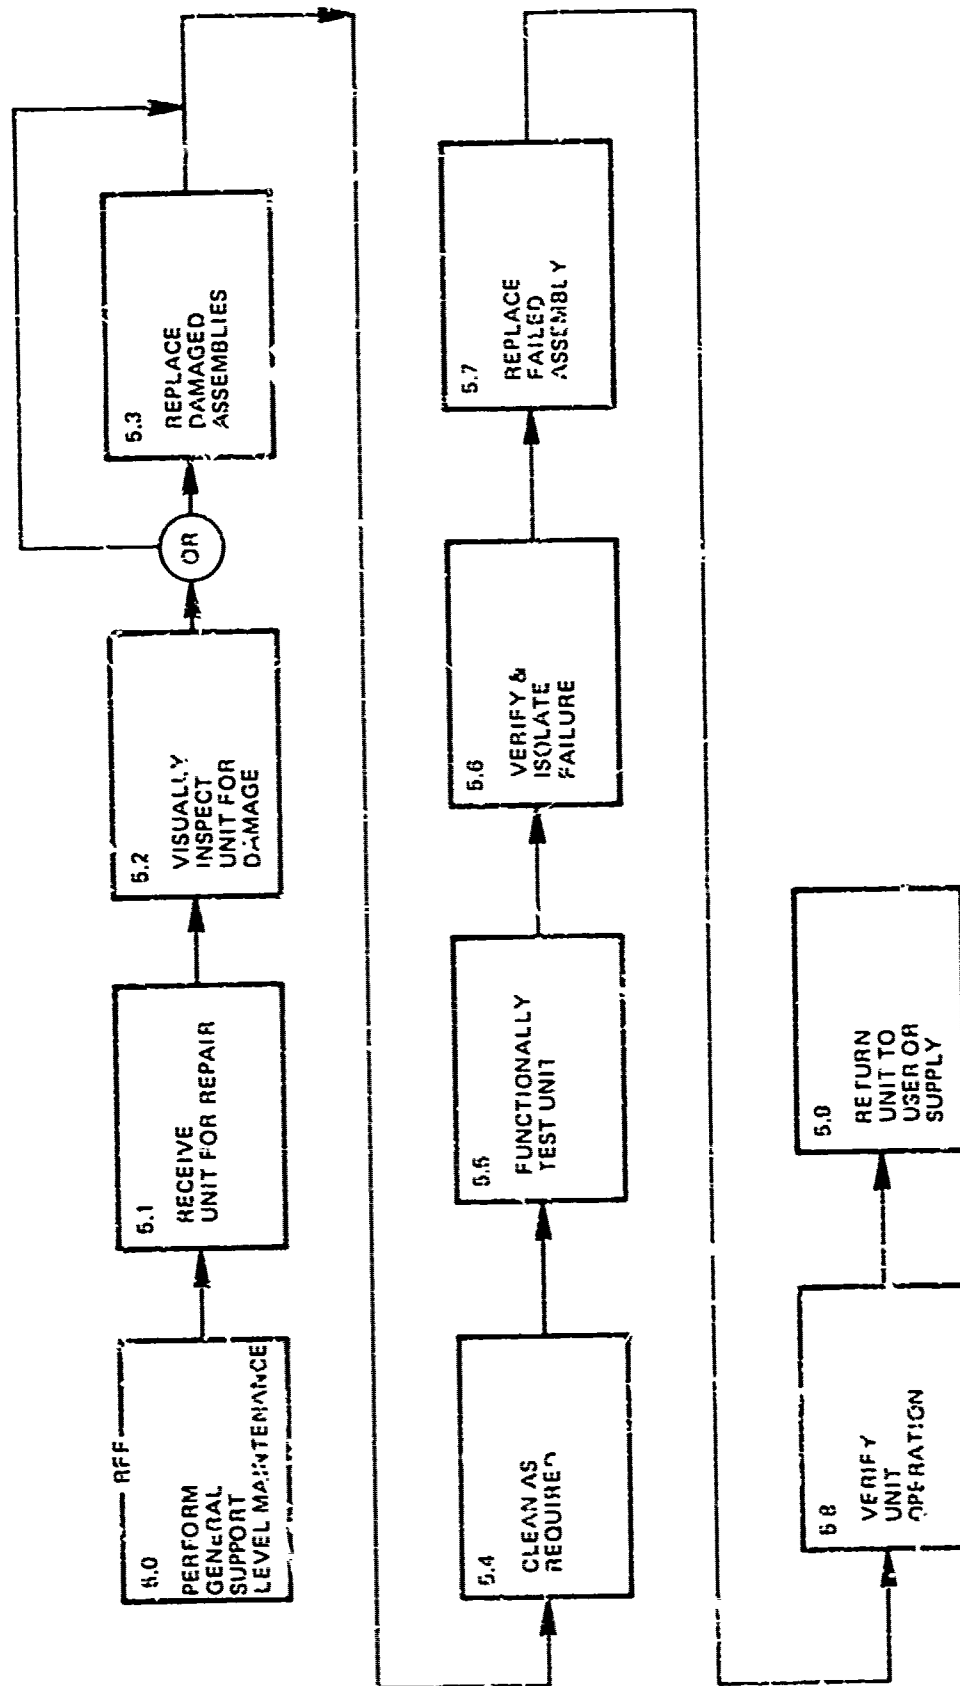 REF
5.0
PERFORM
GENERAL
SUPPORT
LEVEL MAINTENANCE
5.1
RECEIVE
UNIT FOR REPAIR
5.2
VISUALLY
INSPECT
UNIT FOR
DAMAGE
OR
5.3
REPLACE
DAMAGED
ASSEMBLIES
5.4
CLEAN AS
REQUIRED
5.5
FUNCTIONALLY
TEST UNIT
5.6
VERIFY &
ISOLATE
FAILURE
5.7
REPLACE
FAILED
ASSEMBLY
5.8
VERIFY
UNIT
OPERATION
5.9
RETURN
UNIT TO
USER OR
SUPPLY